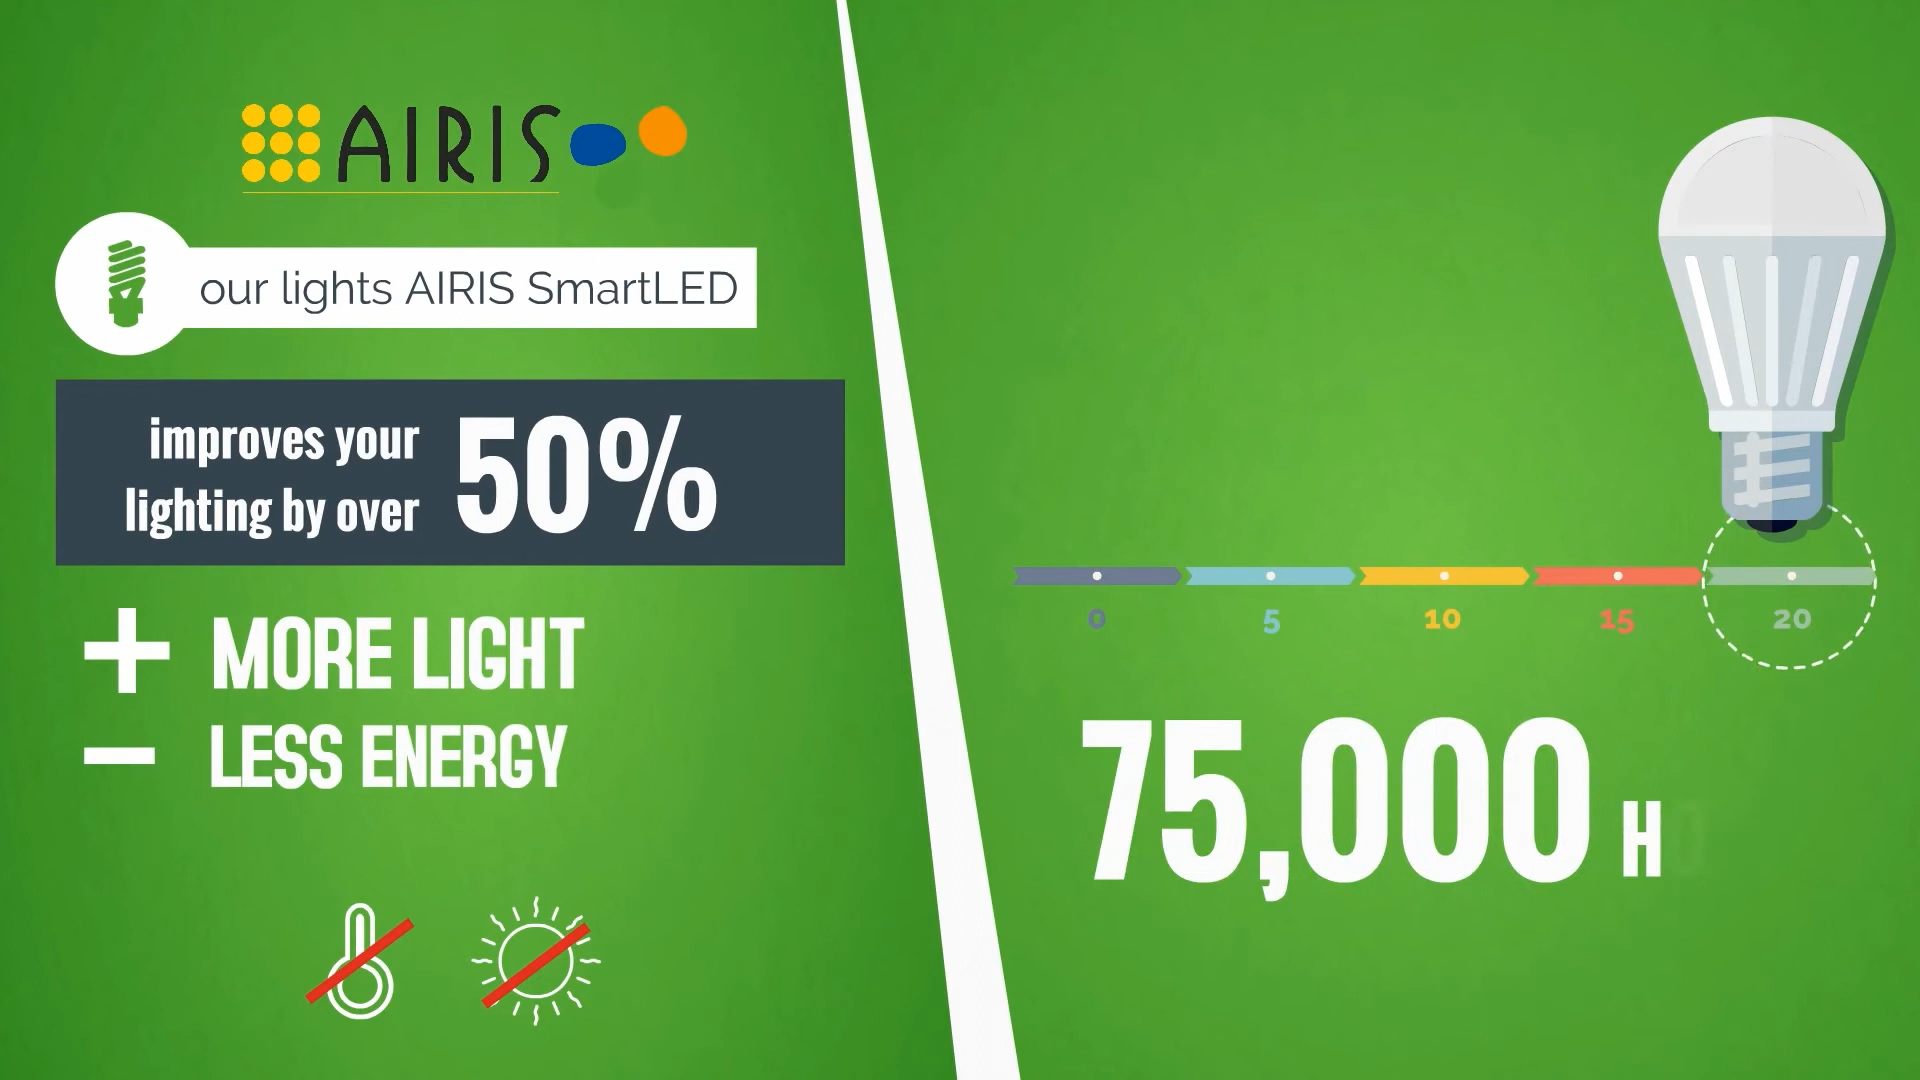 AIRIS
our lights AIRIS SmartLED
improves your
lighting by over
50%
+ MORE LIGHT
− LESS ENERGY
0 5 10 15 20
75,000 H